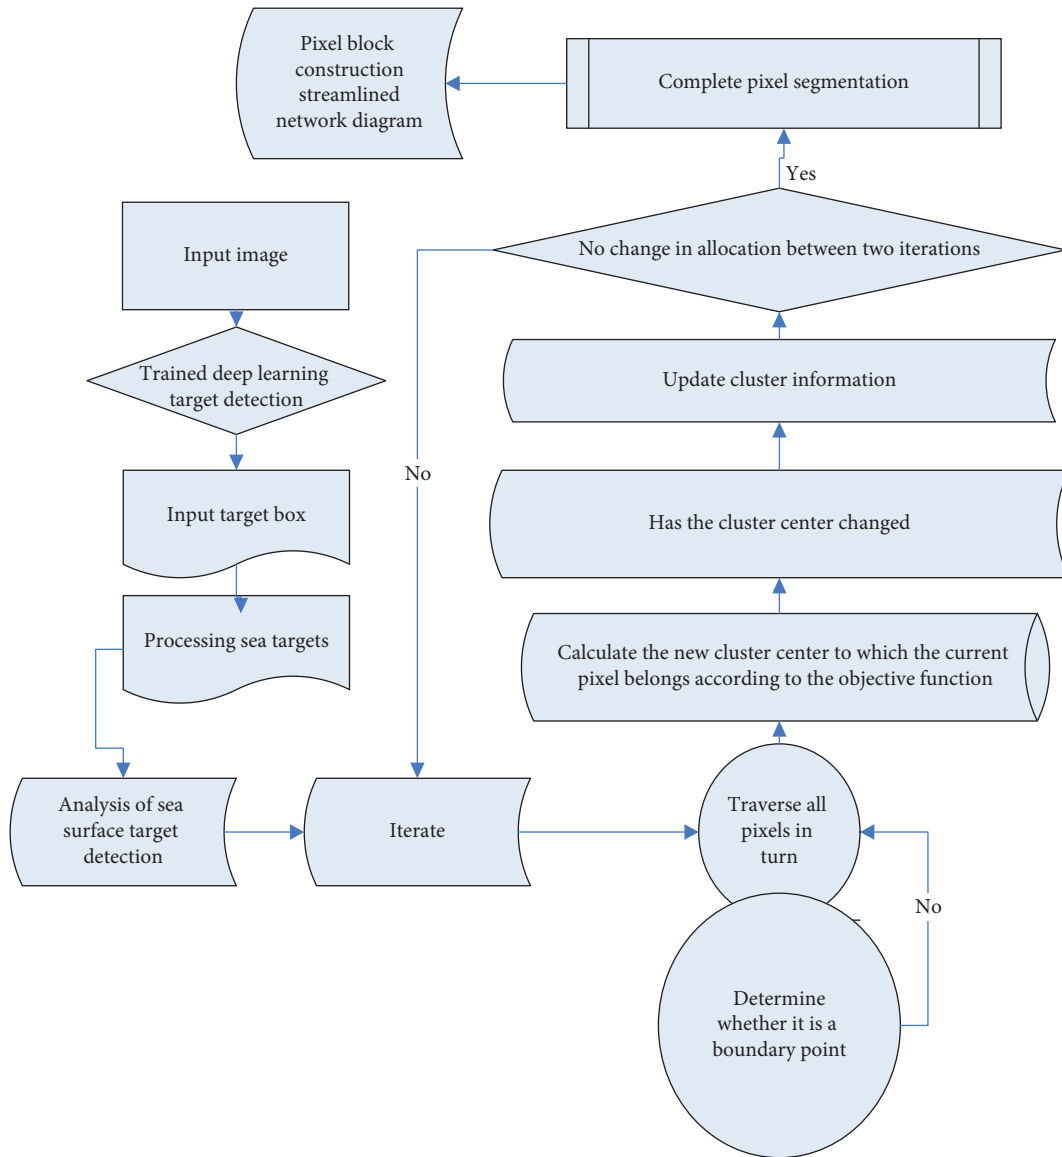 Pixel block
construction
streamlined
network diagram
Complete pixel segmentation
Yes
No change in allocation between two iterations
Input image
Trained deep learning
target detection
Update cluster information
No
Input target box
Has the cluster center changed
Processing sea targets
Calculate the new cluster center to which the current
pixel belongs according to the objective function
Analysis of sea
surface target
detection
Iterate
Traverse all
pixels in
turn
No
Determine
whether it is a
boundary point